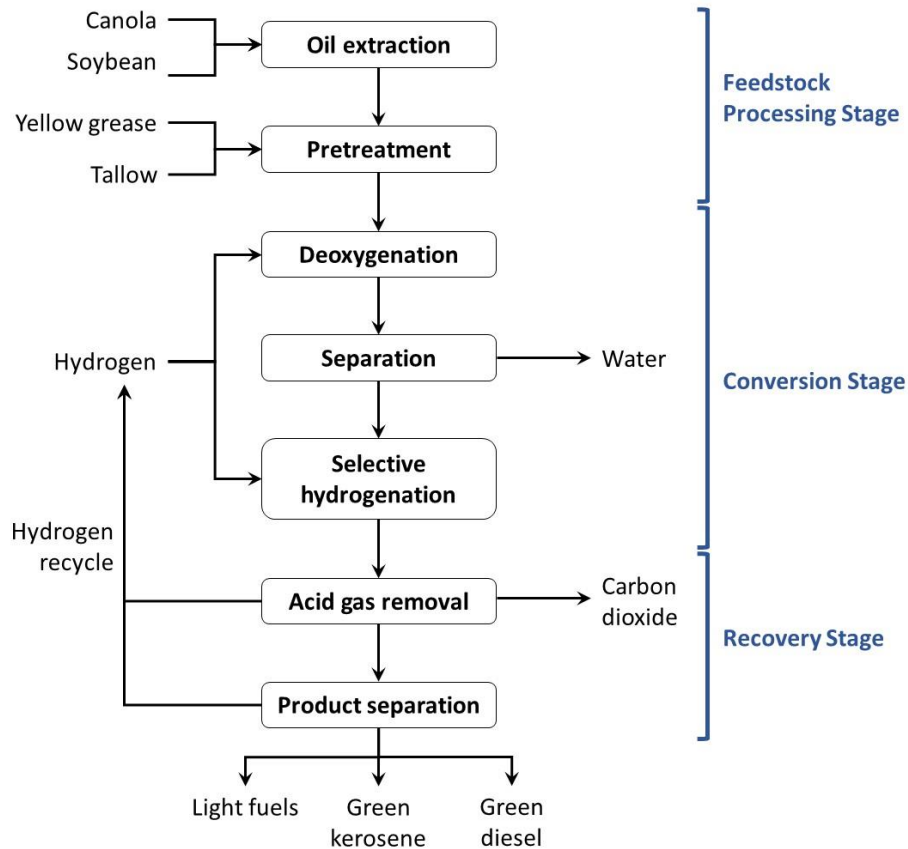 Canola
Soybean
Oil extraction
Feedstock
Processing Stage
Yellow grease
Tallow
Pretreatment
Deoxygenation
Hydrogen
Separation
Water
Conversion Stage
Selective
hydrogenation
Hydrogen
recycle
Acid gas removal
Carbon
dioxide
Recovery Stage
Product separation
Light fuels
Green
kerosene
Green
diesel